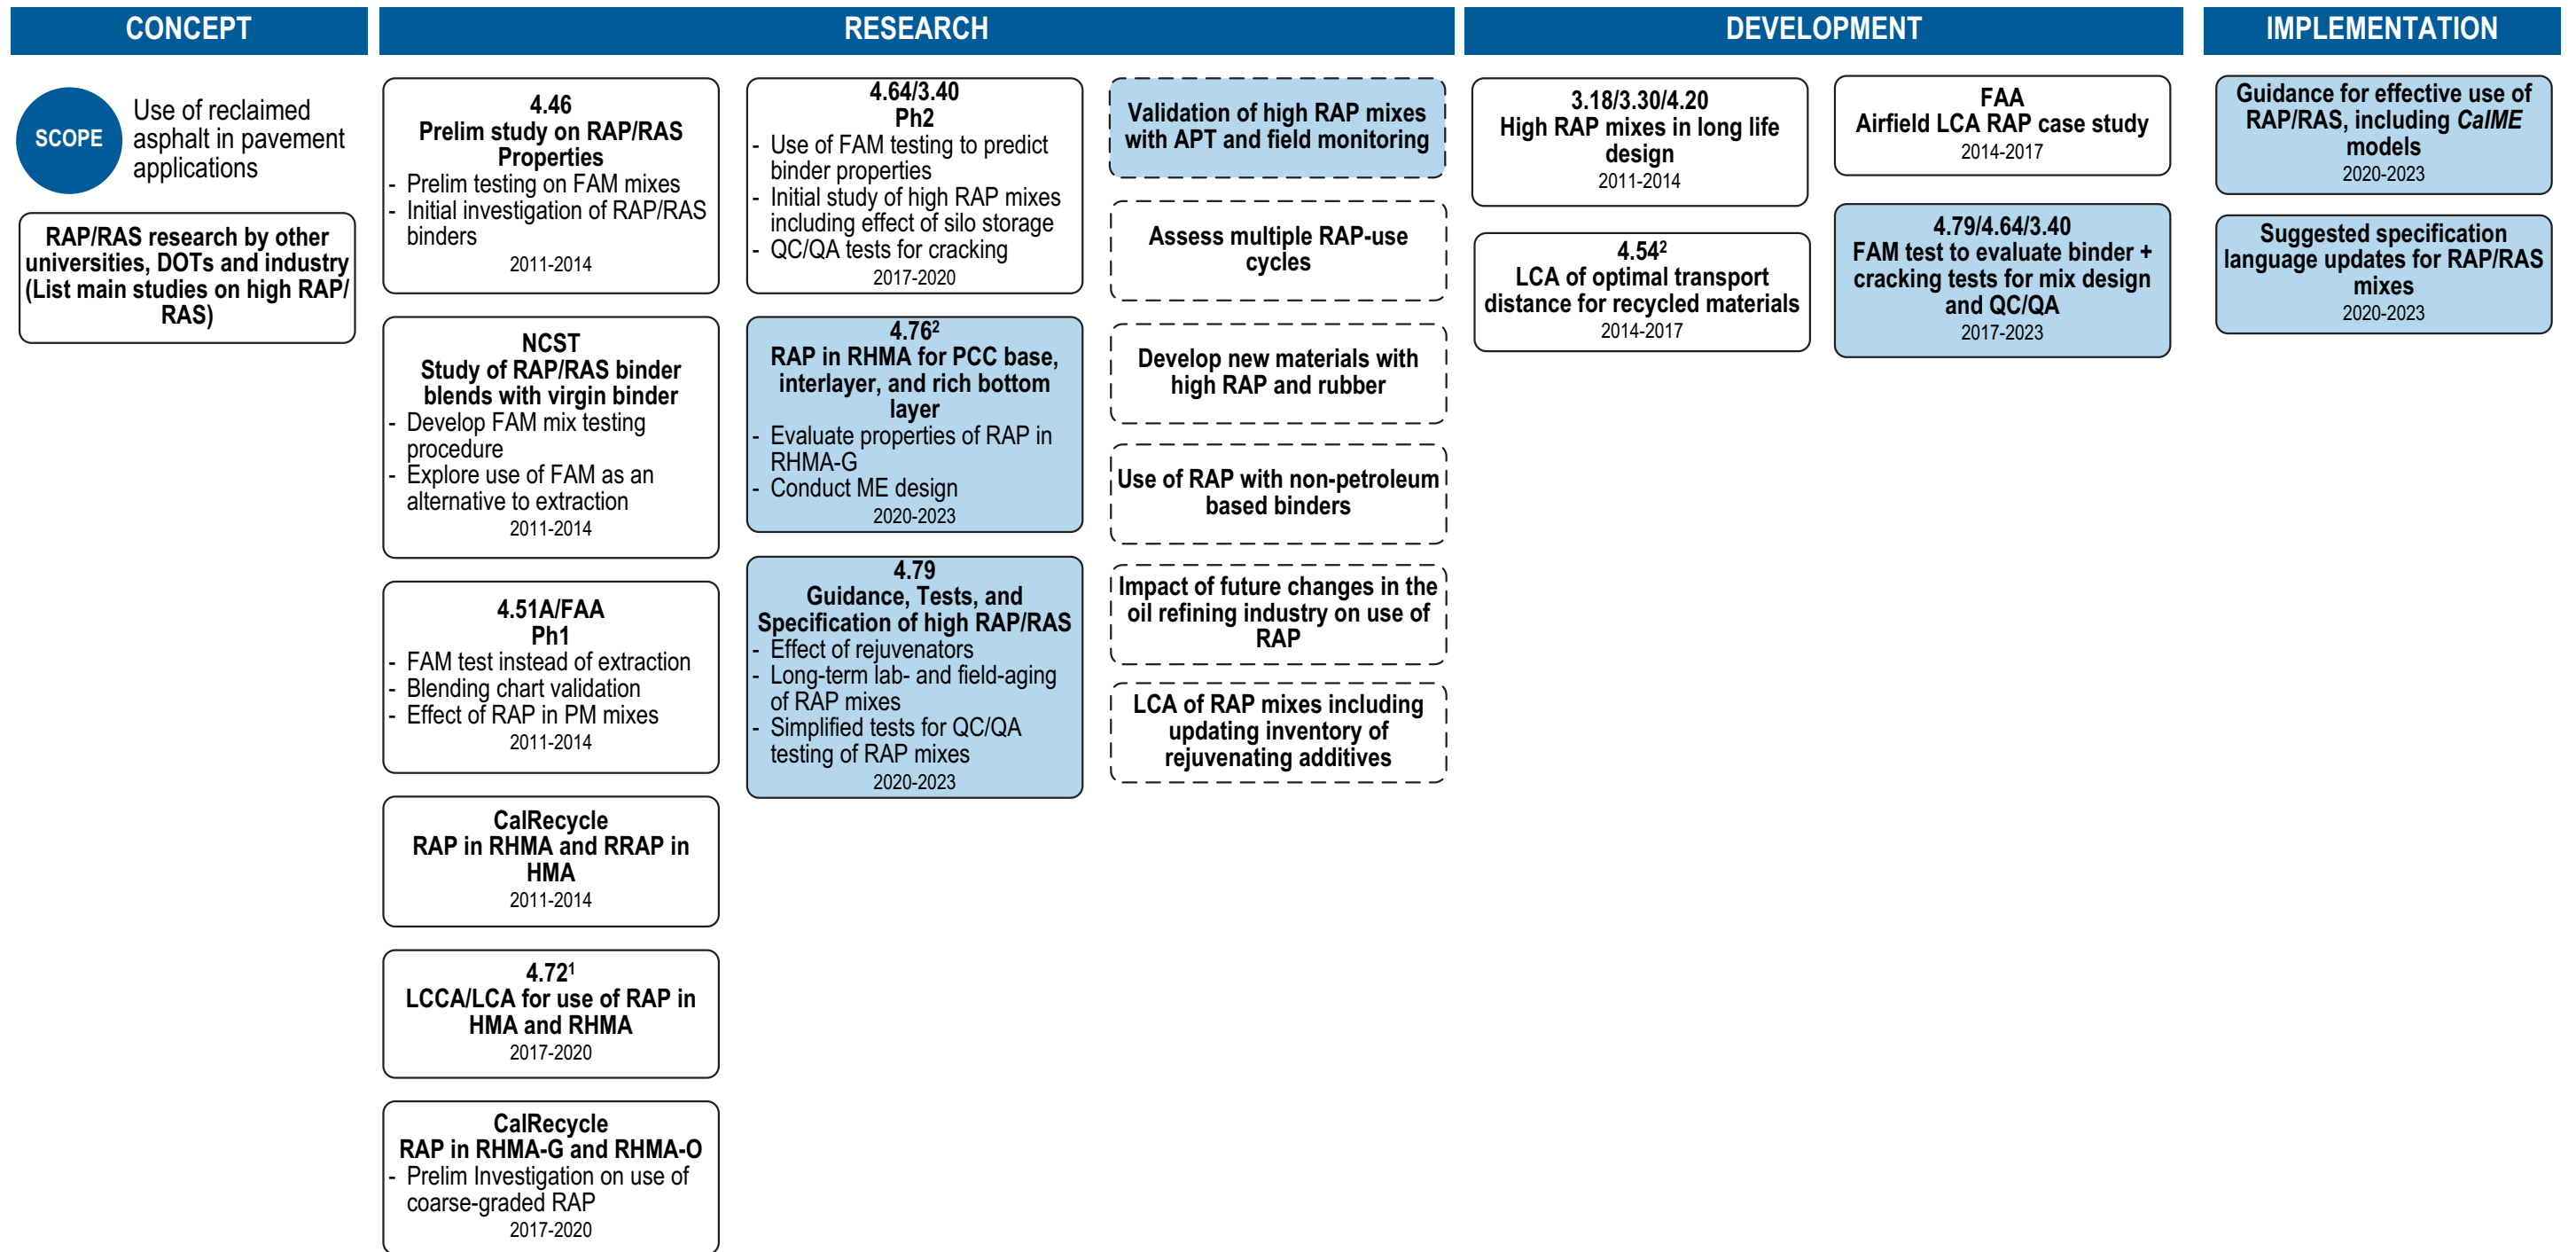 CONCEPT
RESEARCH
DEVELOPMENT
IMPLEMENTATION
SCOPE
Use of reclaimed
asphalt in pavement
applications
RAP/RAS research by other
universities, DOTs and industry
(List main studies on high RAP/
RAS)
4.46
Prelim study on RAP/RAS
Properties
- Prelim testing on FAM mixes
- Initial investigation of RAP/RAS
binders
2011-2014
NCST
Study of RAP/RAS binder
blends with virgin binder
- Develop FAM mix testing
procedure
- Explore use of FAM as an
alternative to extraction
2011-2014
4.51A/FAA
Ph1
- FAM test instead of extraction
- Blending chart validation
- Effect of RAP in PM mixes
2011-2014
CalRecycle
RAP in RHMA and RRAP in
HMA
2011-2014
4.72¹
LCCA/LCA for use of RAP in
HMA and RHMA
2017-2020
CalRecycle
RAP in RHMA-G and RHMA-O
- Prelim Investigation on use of
coarse-graded RAP
2017-2020
4.64/3.40
Ph2
- Use of FAM testing to predict
binder properties
- Initial study of high RAP mixes
including effect of silo storage
- QC/QA tests for cracking
2017-2020
4.76²
RAP in RHMA for PCC base,
interlayer, and rich bottom
layer
- Evaluate properties of RAP in
RHMA-G
- Conduct ME design
2020-2023
4.79
Guidance, Tests, and
Specification of high RAP/RAS
- Effect of rejuvenators
- Long-term lab- and field-aging
of RAP mixes
- Simplified tests for QC/QA
testing of RAP mixes
2020-2023
Validation of high RAP mixes
with APT and field monitoring
Assess multiple RAP-use
cycles
Develop new materials with
high RAP and rubber
Use of RAP with non-petroleum
based binders
Impact of future changes in the
oil refining industry on use of
RAP
LCA of RAP mixes including
updating inventory of
rejuvenating additives
3.18/3.30/4.20
High RAP mixes in long life
design
2011-2014
4.54²
LCA of optimal transport
distance for recycled materials
2014-2017
FAA
Airfield LCA RAP case study
2014-2017
4.79/4.64/3.40
FAM test to evaluate binder +
cracking tests for mix design
and QC/QA
2017-2023
Guidance for effective use of
RAP/RAS, including CalME
models
2020-2023
Suggested specification
language updates for RAP/RAS
mixes
2020-2023